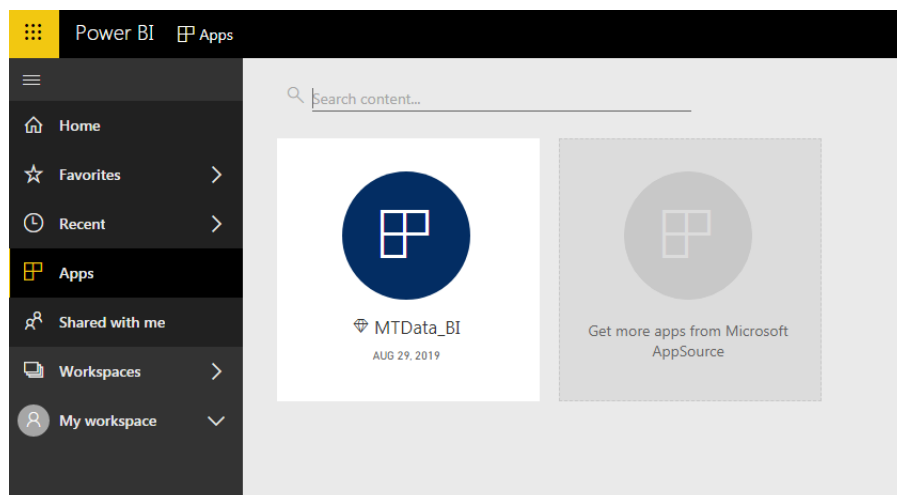 Power BI Apps
Search content...
Home
Favorites
Recent
Apps
Shared with me
Workspaces
My workspace
MTData_BI
AUG 29, 2019
Get more apps from Microsoft
AppSource